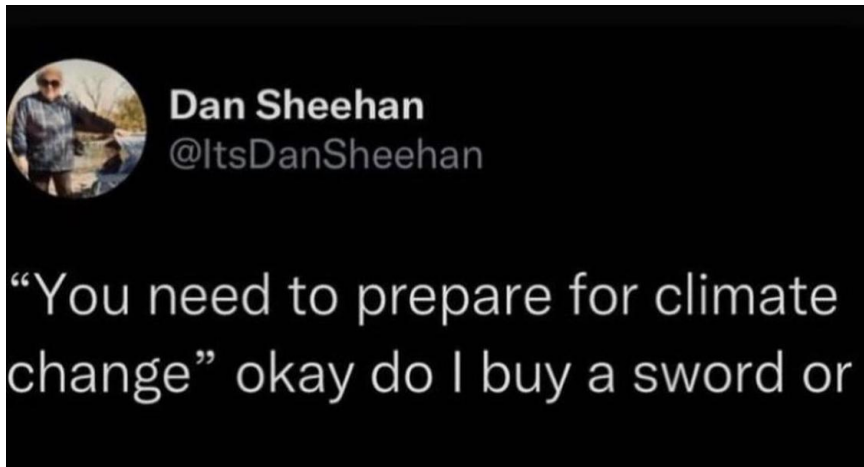 Dan Sheehan
@ItsDanSheehan
“You need to prepare for climate
change” okay do I buy a sword or